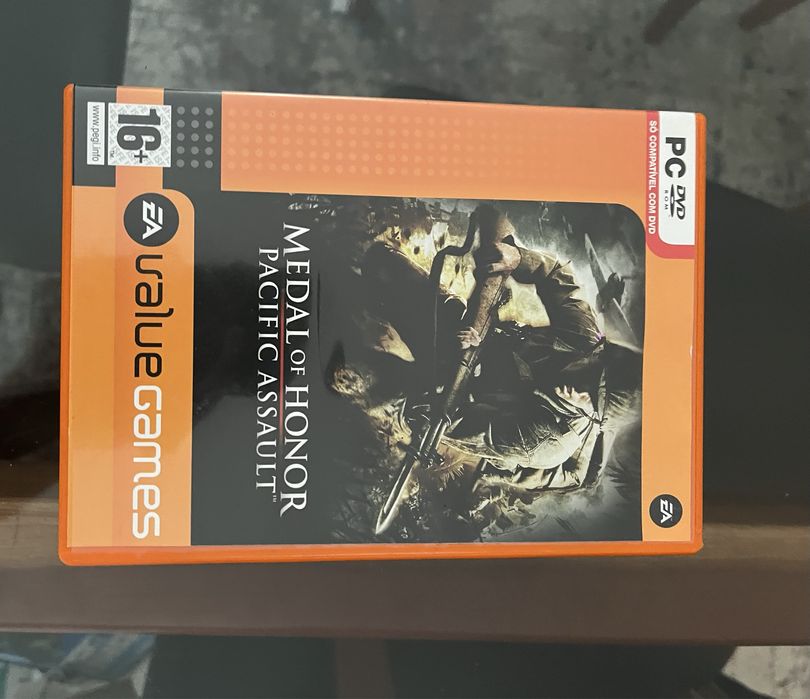 PC DVD
ROM
SÓ COMPATÍVEL COM DVD
EA
MEDAL OF HONOR
PACIFIC ASSAULT™
16+
www.pegi.info
™
EA value games